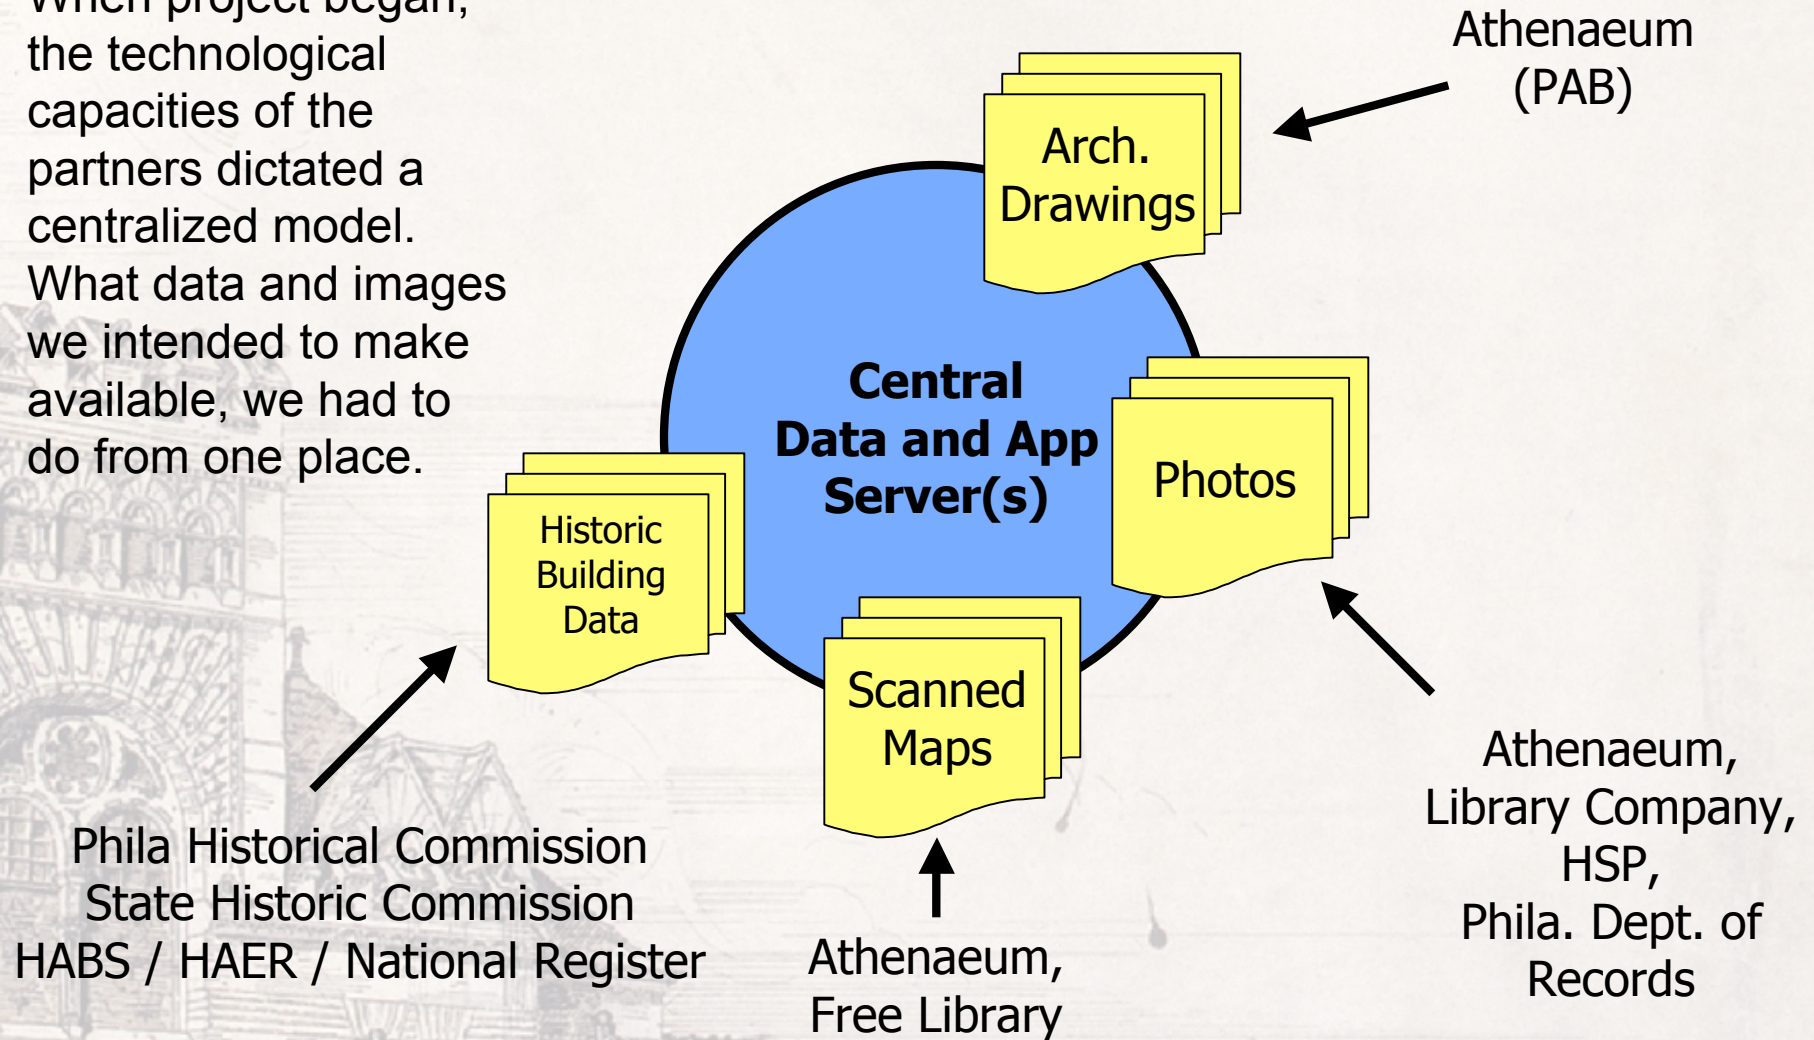 When project began,
the technological
capacities of the
partners dictated a
centralized model.
What data and images
we intended to make
available, we had to
do from one place.
Athenaeum
(PAB)
Arch.
Drawings
Central
Data and App
Server(s)
Photos
Historic
Building
Data
Scanned
Maps
Phila Historical Commission
State Historic Commission
HABS / HAER / National Register
Athenaeum,
Free Library
Athenaeum,
Library Company,
HSP,
Phila. Dept. of
Records